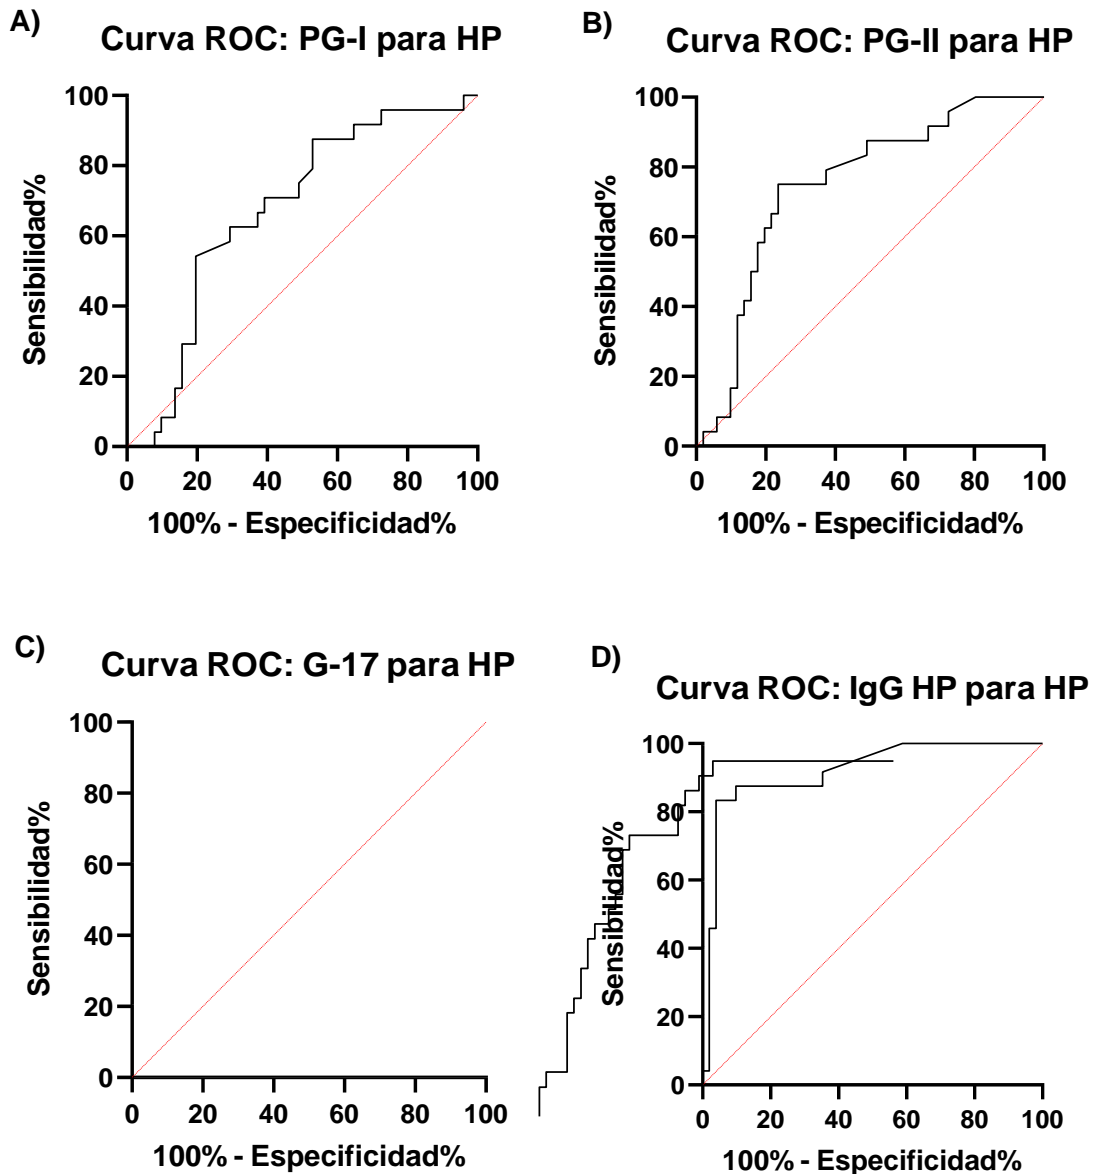 A)
Curva ROC: PG-I para HP
100
80
60
40
20
0
Sensibilidad%
0 20 40 60 80 100
100% - Especificidad%
B)
Curva ROC: PG-II para HP
100
80
60
40
20
0
Sensibilidad%
0 20 40 60 80 100
100% - Especificidad%
C)
Curva ROC: G-17 para HP
100
80
60
40
20
0
Sensibilidad%
0 20 40 60 80 100
100% - Especificidad%
D)
Curva ROC: IgG HP para HP
100
80
60
40
20
0
Sensibilidad%
0 20 40 60 80 100
100% - Especificidad%